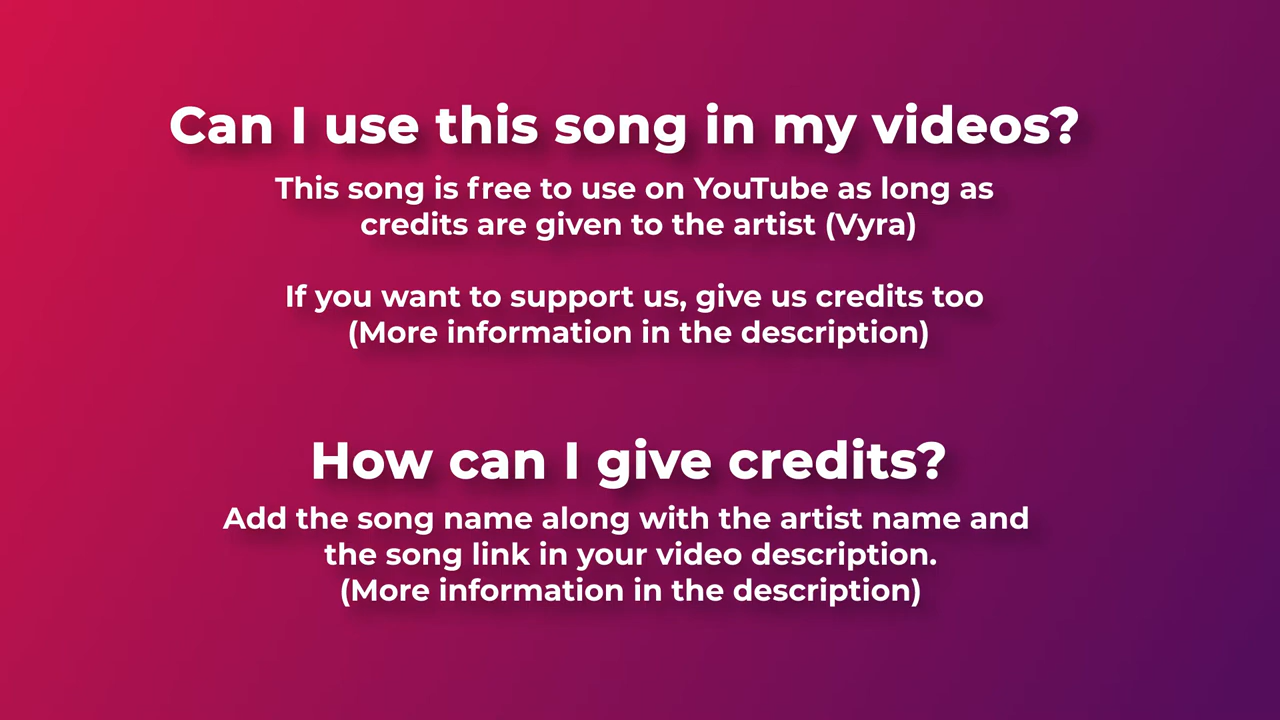 Can I use this song in my videos?
This song is free to use on YouTube as long as
credits are given to the artist (Vyra)
If you want to support us, give us credits too
(More information in the description)
How can I give credits?
Add the song name along with the artist name and
the song link in your video description.
(More information in the description)